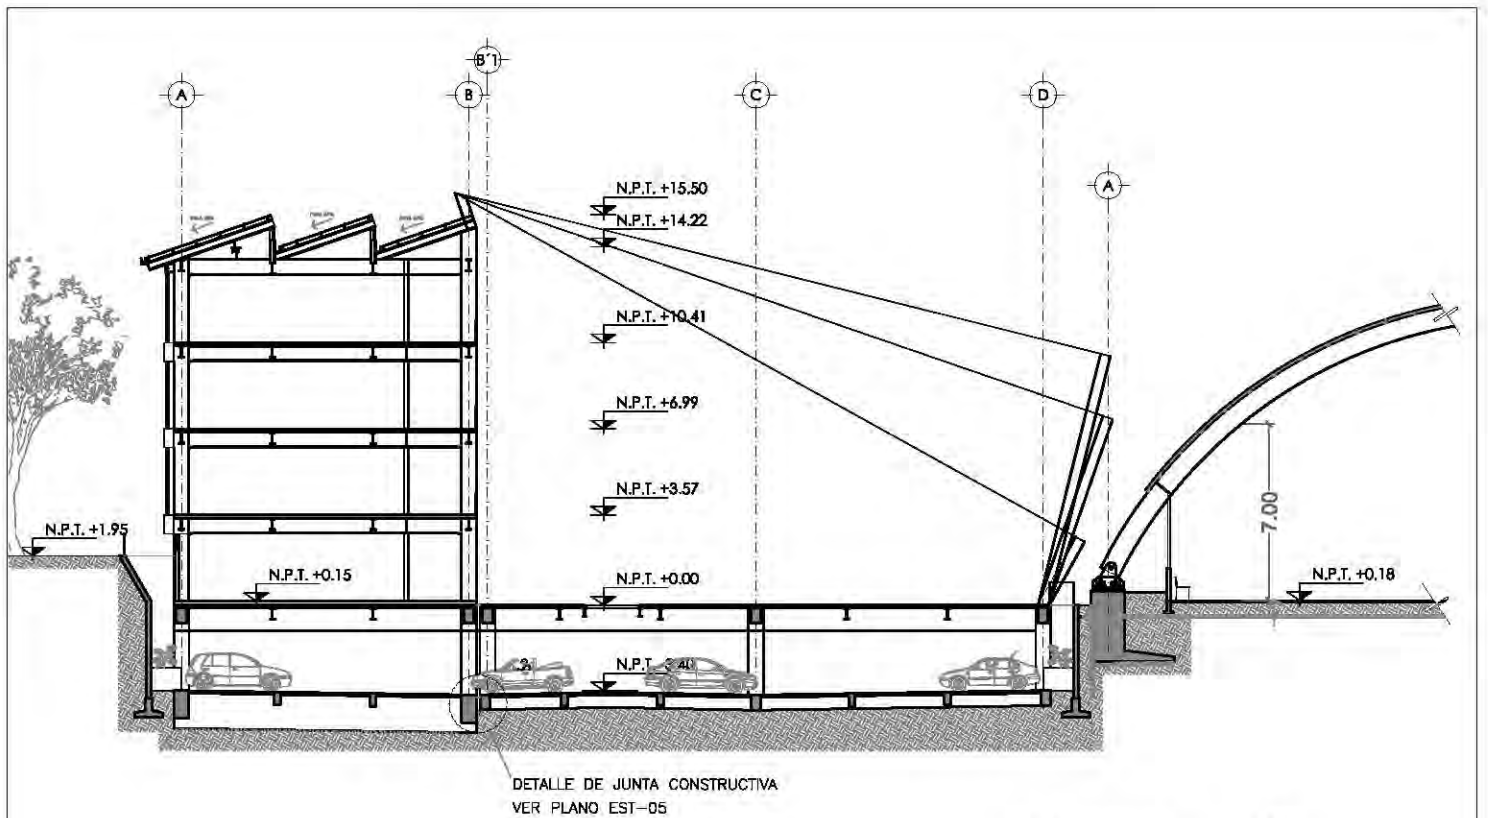 B'1
A
B
C
D
A
N.P.T. +15.50
N.P.T. +14.22
N.P.T. +10.41
N.P.T. +6.99
N.P.T. +3.57
7.00
N.P.T. +1.95
N.P.T. +0.15
N.P.T. +0.00
N.P.T. +0.18
N.P.T.
DETALLE DE JUNTA CONSTRUCTIVA
VER PLANO EST-05